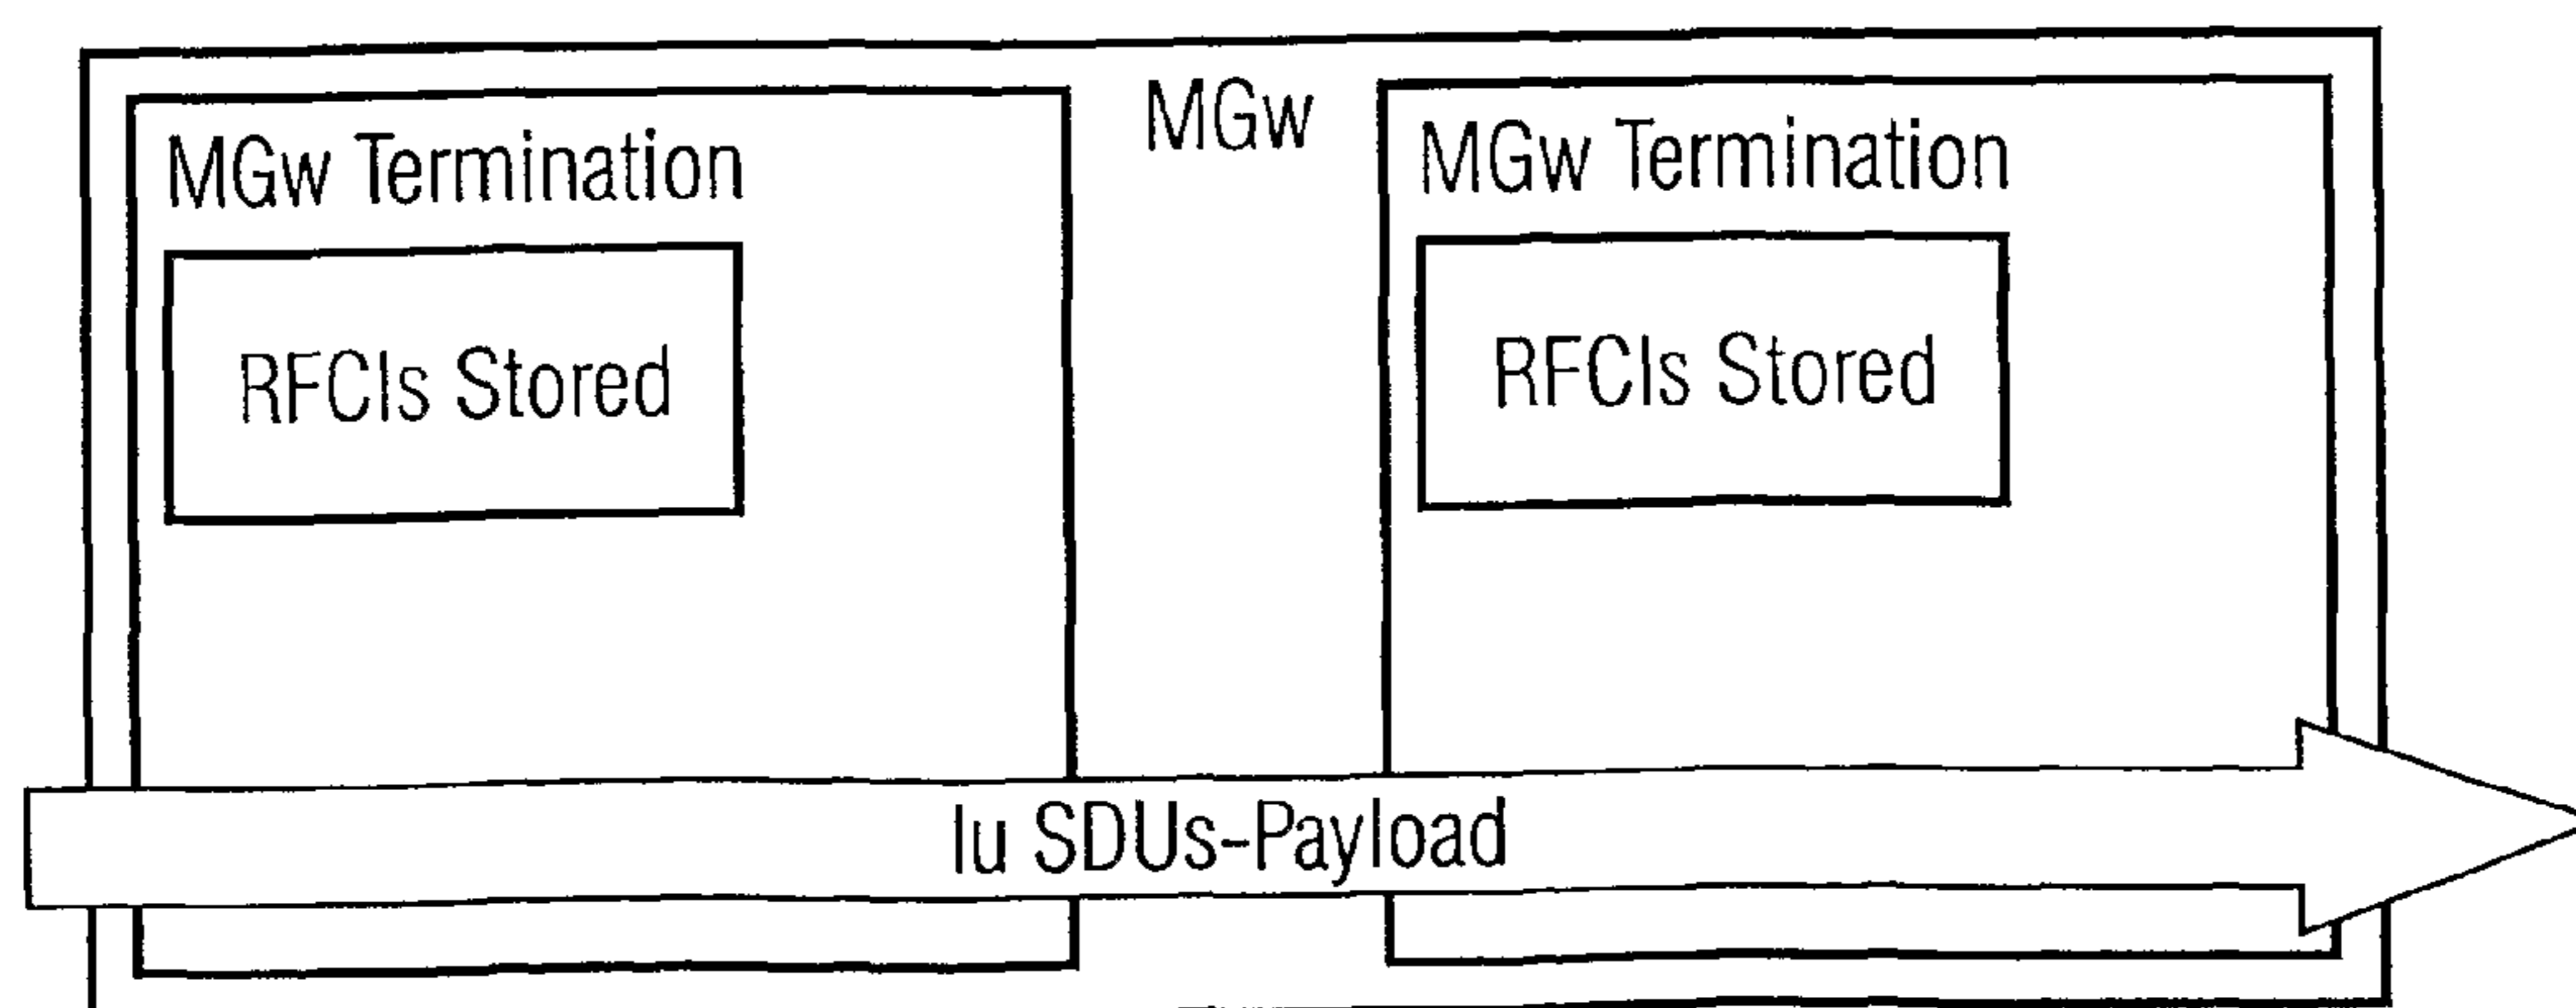 MGw
MGw Termination
RFCIs Stored
MGw Termination
RFCIs Stored
Iu SDUs-Payload